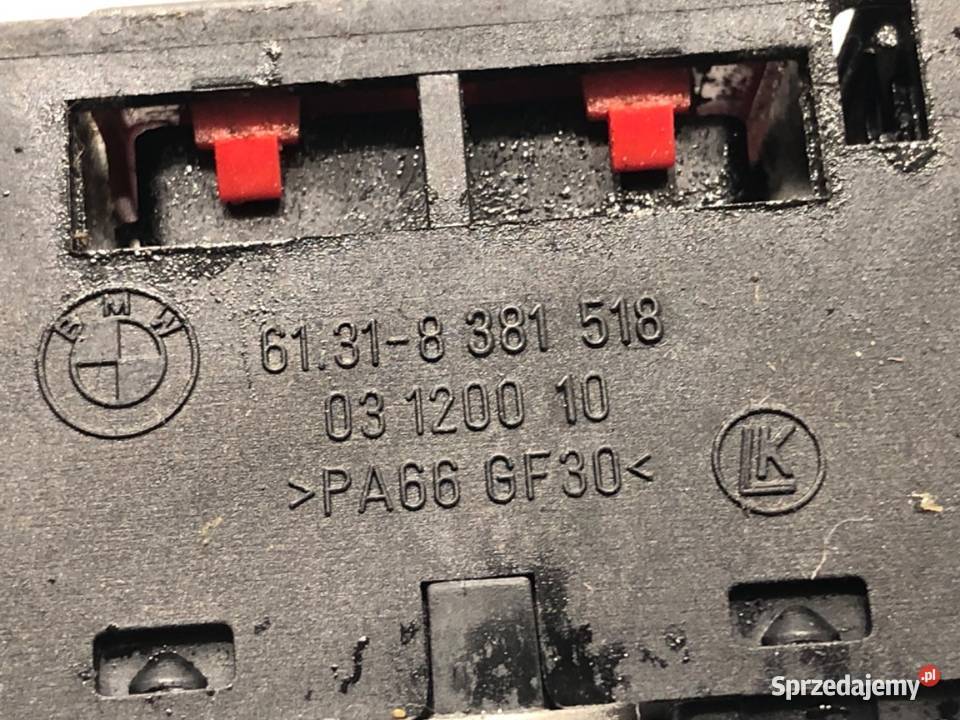 BMW
61.31-8 381 518
03 1200 10
>PA66 GF30<
LK
Sprzedajemy.pl